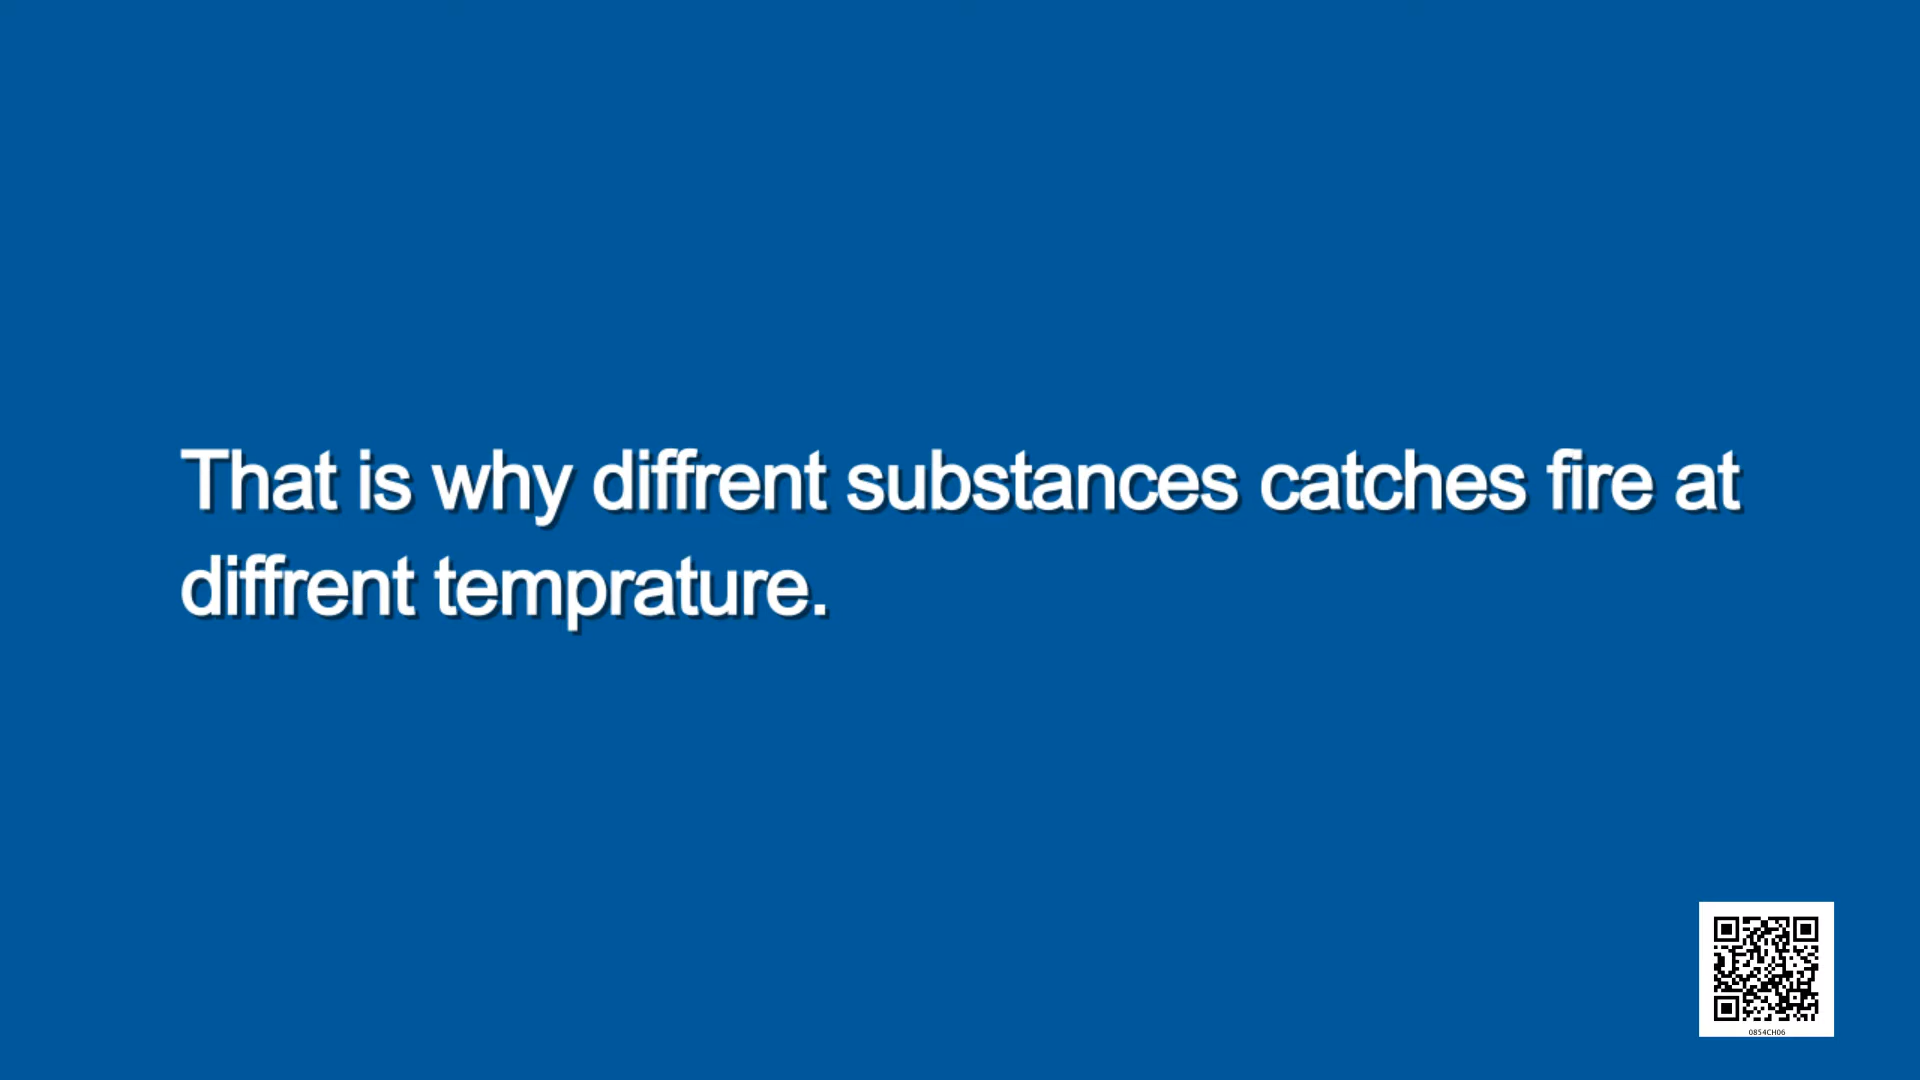 That is why diffrent substances catches fire at
diffrent temprature.
0854CH06